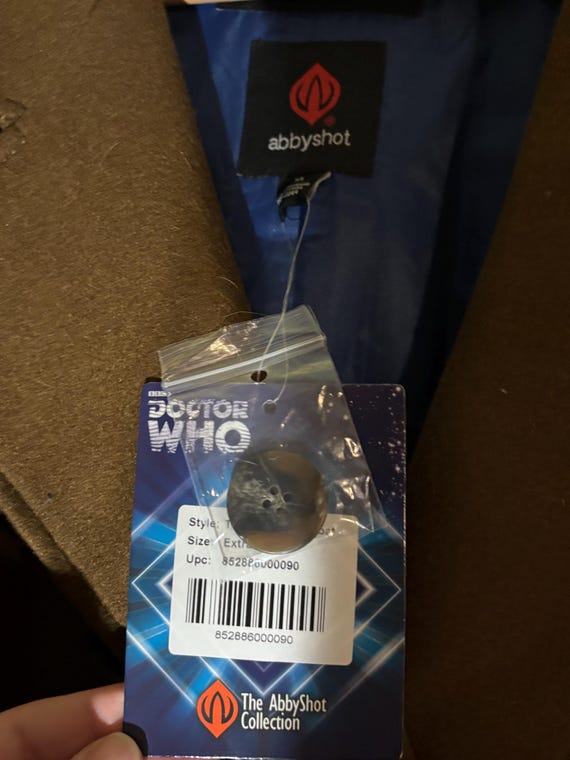 abbyshot
BBC
DOCTOR
WHO
Style:
Size:
Upc: 852886000090
852886000090
The AbbyShot
Collection